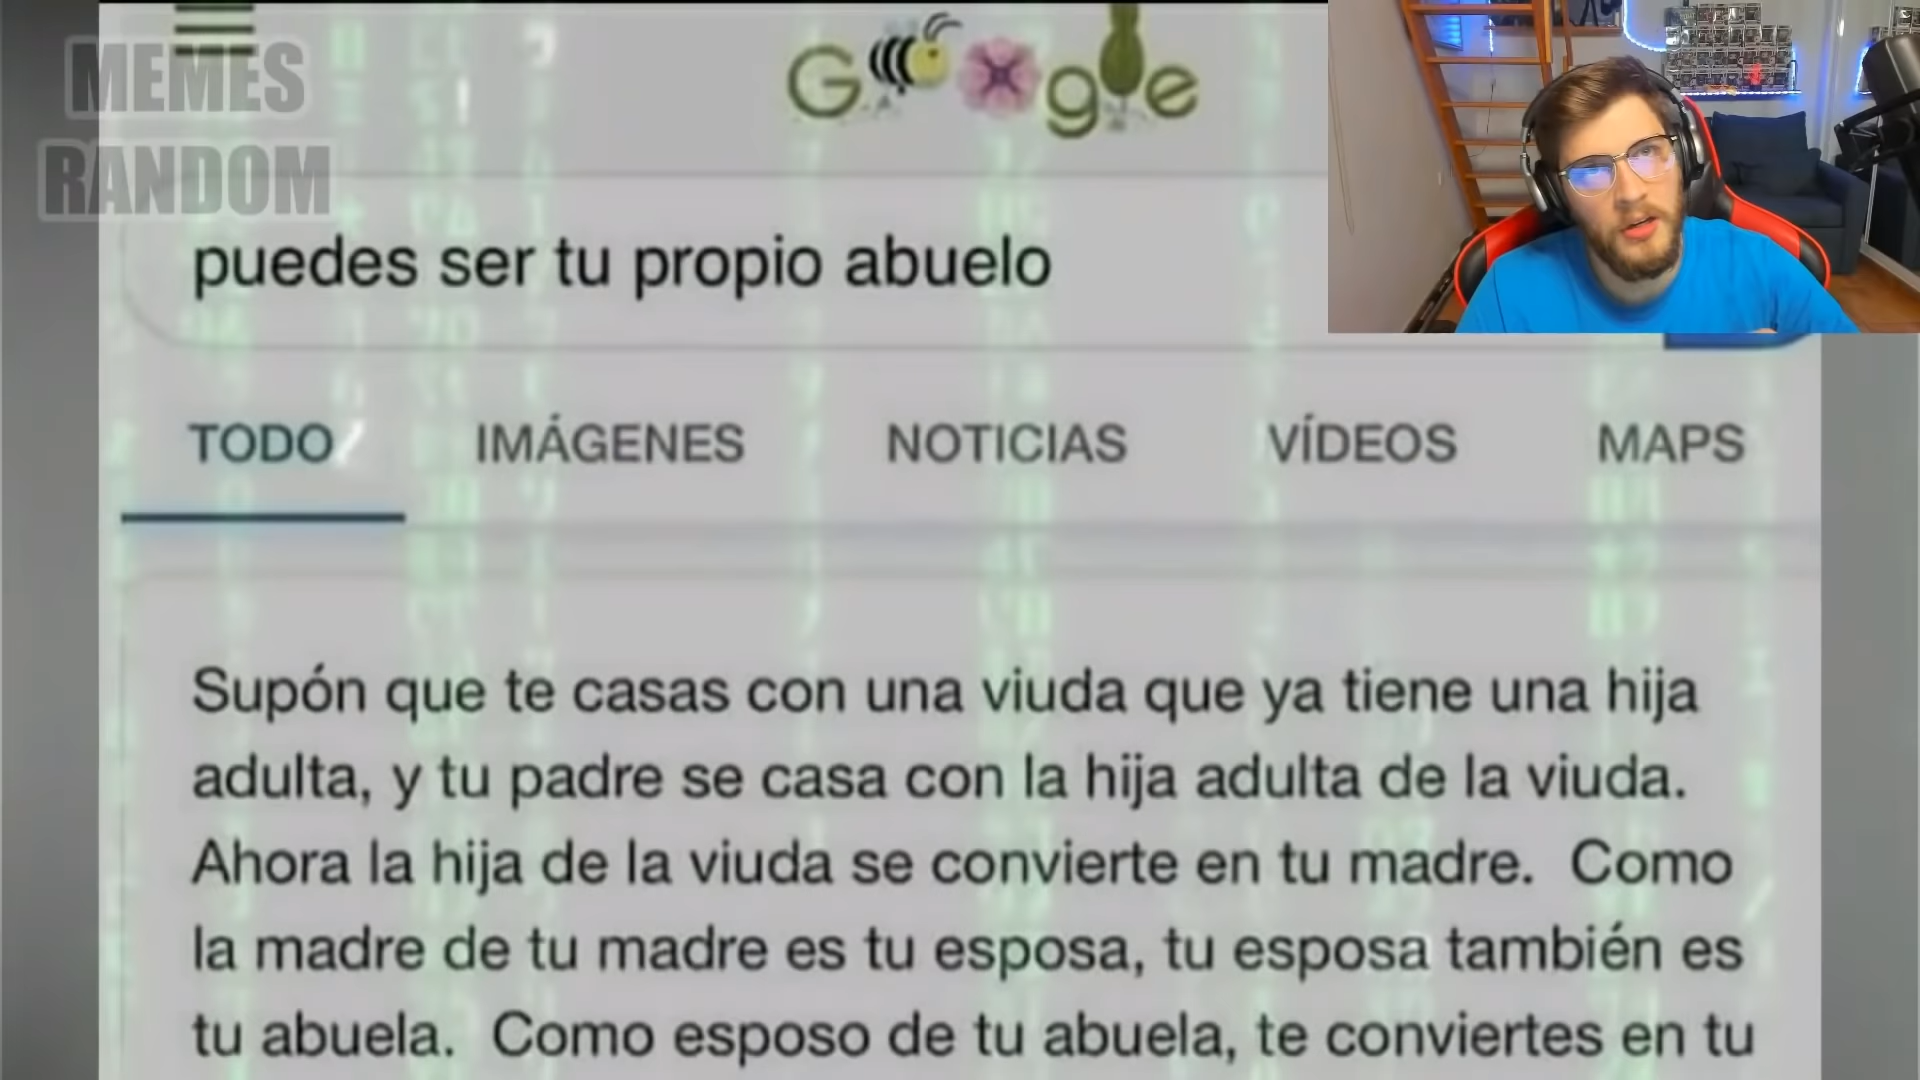 MEMES
RANDOM
Google
puedes ser tu propio abuelo
TODO IMÁGENES NOTICIAS VÍDEOS MAPS
Supón que te casas con una viuda que ya tiene una hija
adulta, y tu padre se casa con la hija adulta de la viuda.
Ahora la hija de la viuda se convierte en tu madre. Como
la madre de tu madre es tu esposa, tu esposa también es
tu abuela. Como esposo de tu abuela, te conviertes en tu